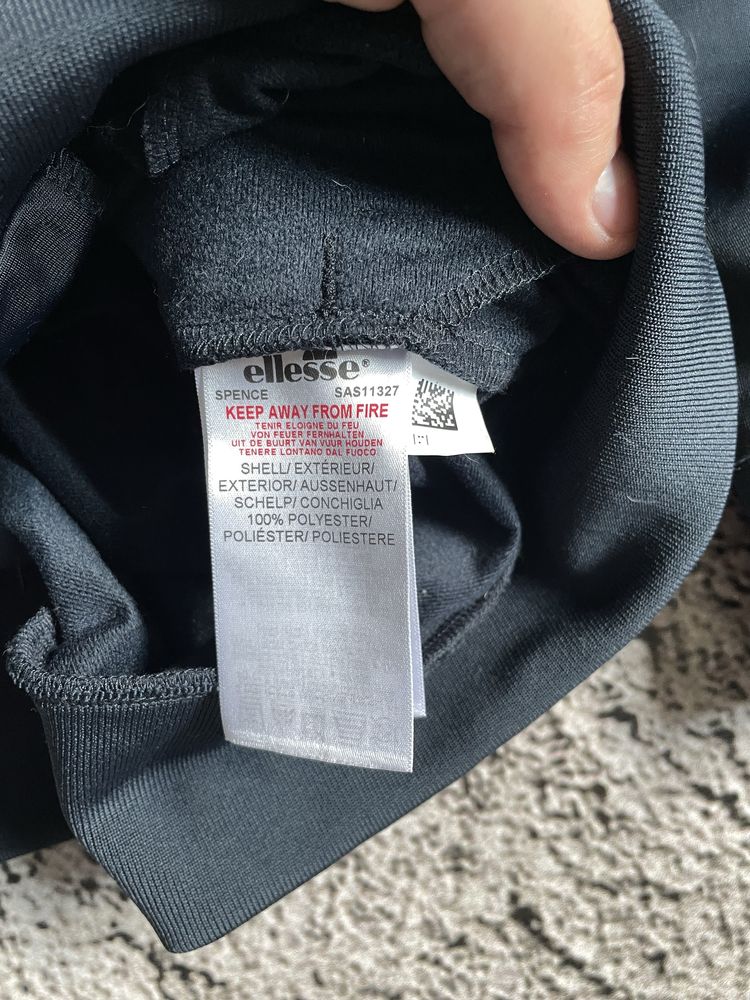 ellesse®
SPENCE SAS11327
KEEP AWAY FROM FIRE
TENIR ELOIGNE DU FEU
VON FEUER FERNHALTEN
UIT DE BUURT VAN VUUR HOUDEN
TENERE LONTANO DAL FUOCO
SHELL/ EXTÉRIEUR/
EXTERIOR/ AUSSENHAUT/
SCHELP/ CONCHIGLIA
100% POLYESTER/
POLIÉSTER/ POLIESTERE